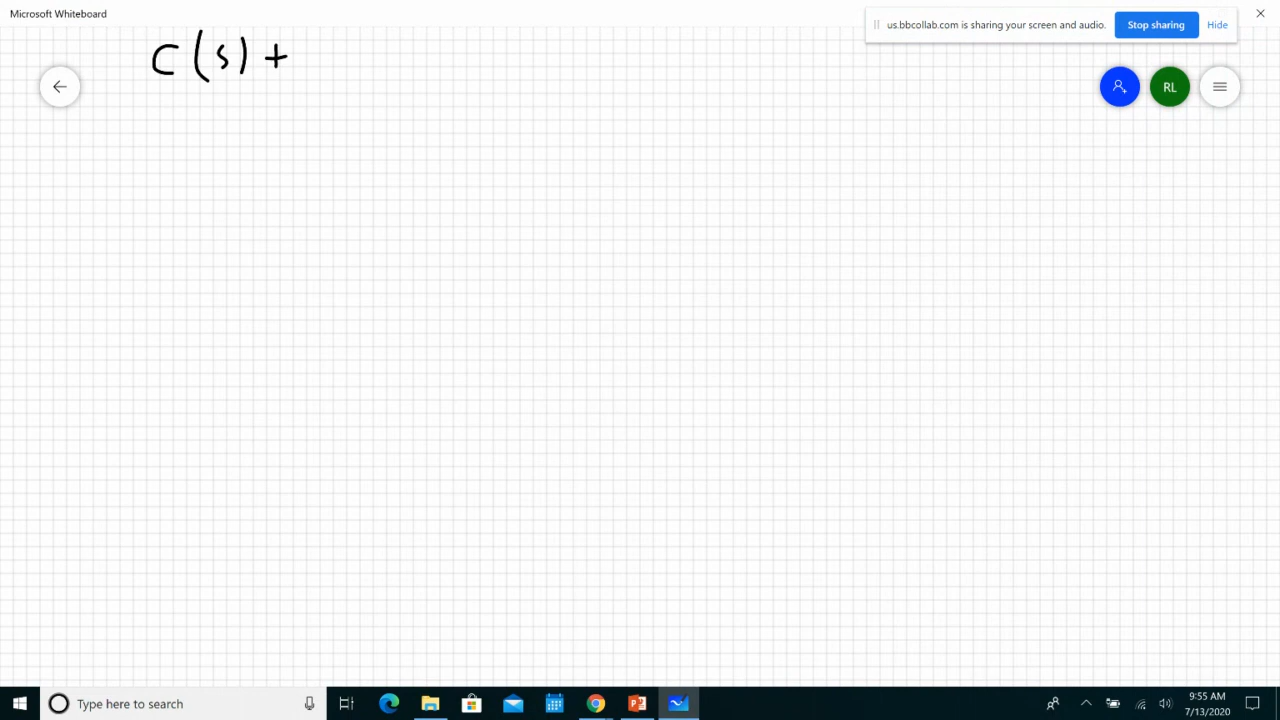 Microsoft Whiteboard
us.bbcollab.com is sharing your screen and audio. Stop sharing Hide
C (s) +
RL
Type here to search
9:55 AM
7/13/2020